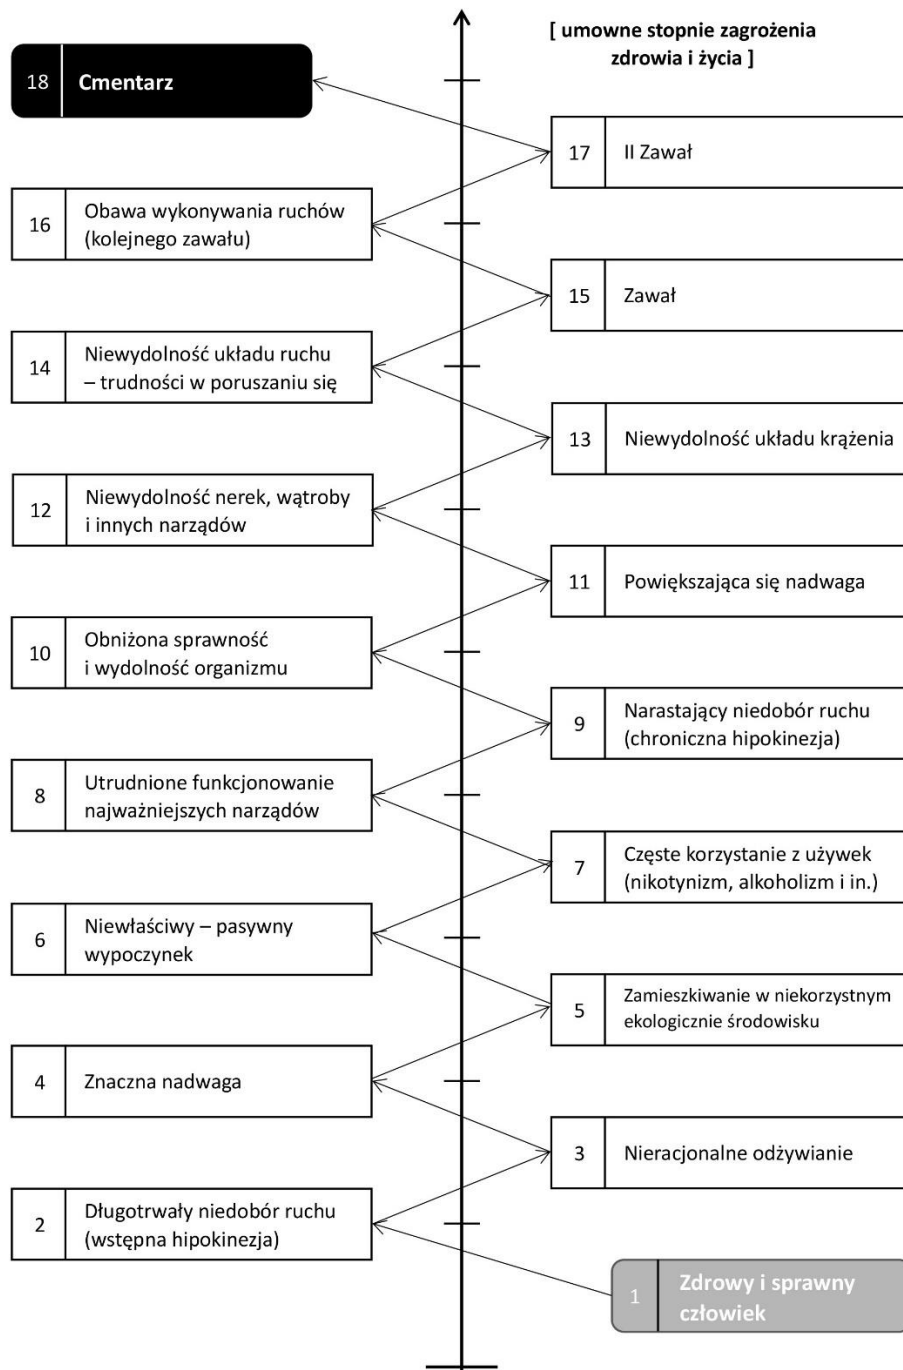 [ umowne stopnie zagrożenia
zdrowia i życia ]
18 Cmentarz
17 II Zawał
16 Obawa wykonywania ruchów
(kolejnego zawału)
15 Zawał
14 Niewydolność układu ruchu
– trudności w poruszaniu się
13 Niewydolność układu krążenia
12 Niewydolność nerek, wątroby
i innych narządów
11 Powiększająca się nadwaga
10 Obniżona sprawność
i wydolność organizmu
9 Narastający niedobór ruchu
(chroniczna hipokinezja)
8 Utrudnione funkcjonowanie
najważniejszych narządów
7 Częste korzystanie z używek
(nikotynizm, alkoholizm i in.)
6 Niewłaściwy – pasywny
wypoczynek
5 Zamieszkiwanie w niekorzystnym
ekologicznie środowisku
4 Znaczna nadwaga
3 Nieracjonalne odżywianie
2 Długotrwały niedobór ruchu
(wstępna hipokinezja)
1 Zdrowy i sprawny
człowiek